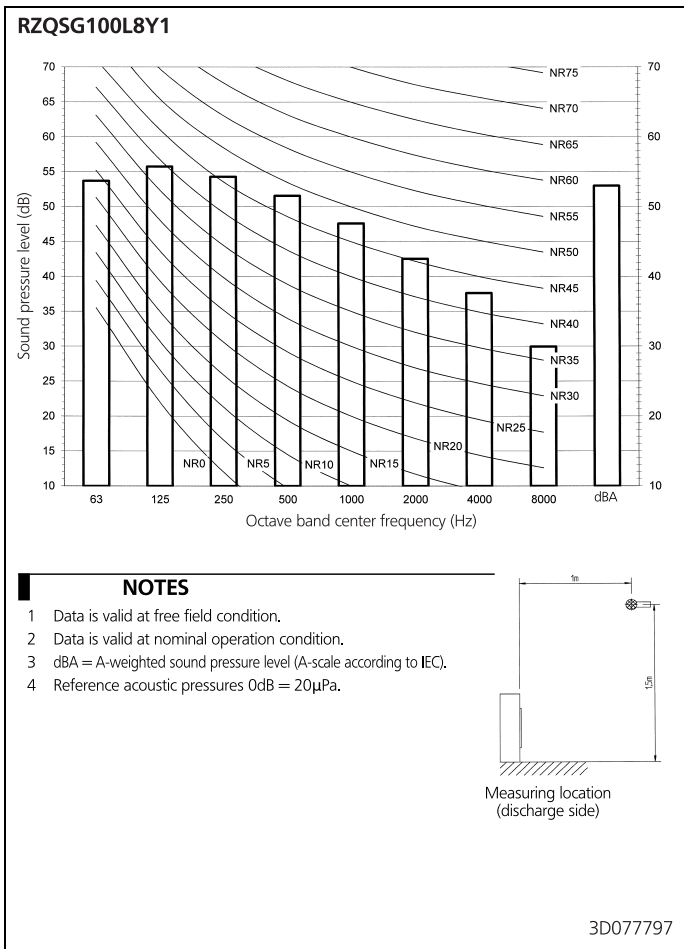 RZQSG100L8Y1
Sound pressure level (dB)
70
65
60
55
50
45
40
35
30
25
20
15
10
70
60
50
40
30
20
10
NR75
NR70
NR65
NR60
NR55
NR50
NR45
NR40
NR35
NR30
NR25
NR20
NR0 NR5 NR10 NR15
63 125 250 500 1000 2000 4000 8000 dBA
Octave band center frequency (Hz)
NOTES
1 Data is valid at free field condition.
2 Data is valid at nominal operation condition.
3 dBA = A-weighted sound pressure level (A-scale according to IEC).
4 Reference acoustic pressures 0dB = 20µPa.
1m
1,5m
Measuring location
(discharge side)
3D077797